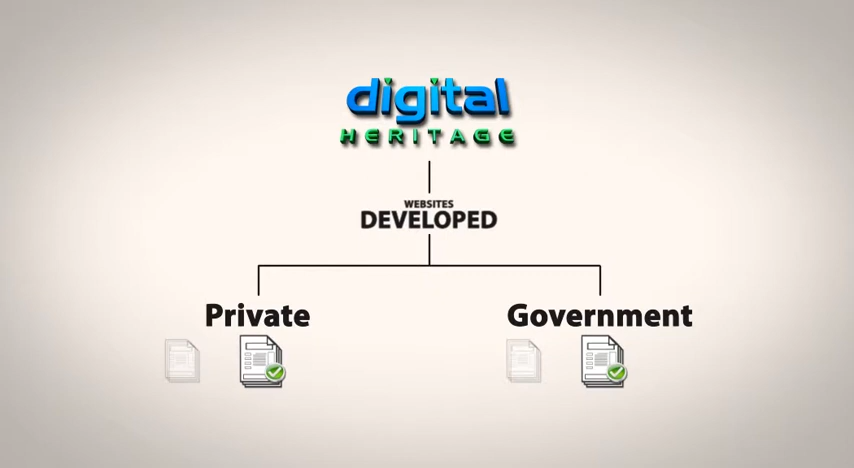 digital
HERITAGE
WEBSITES
DEVELOPED
Private
Government